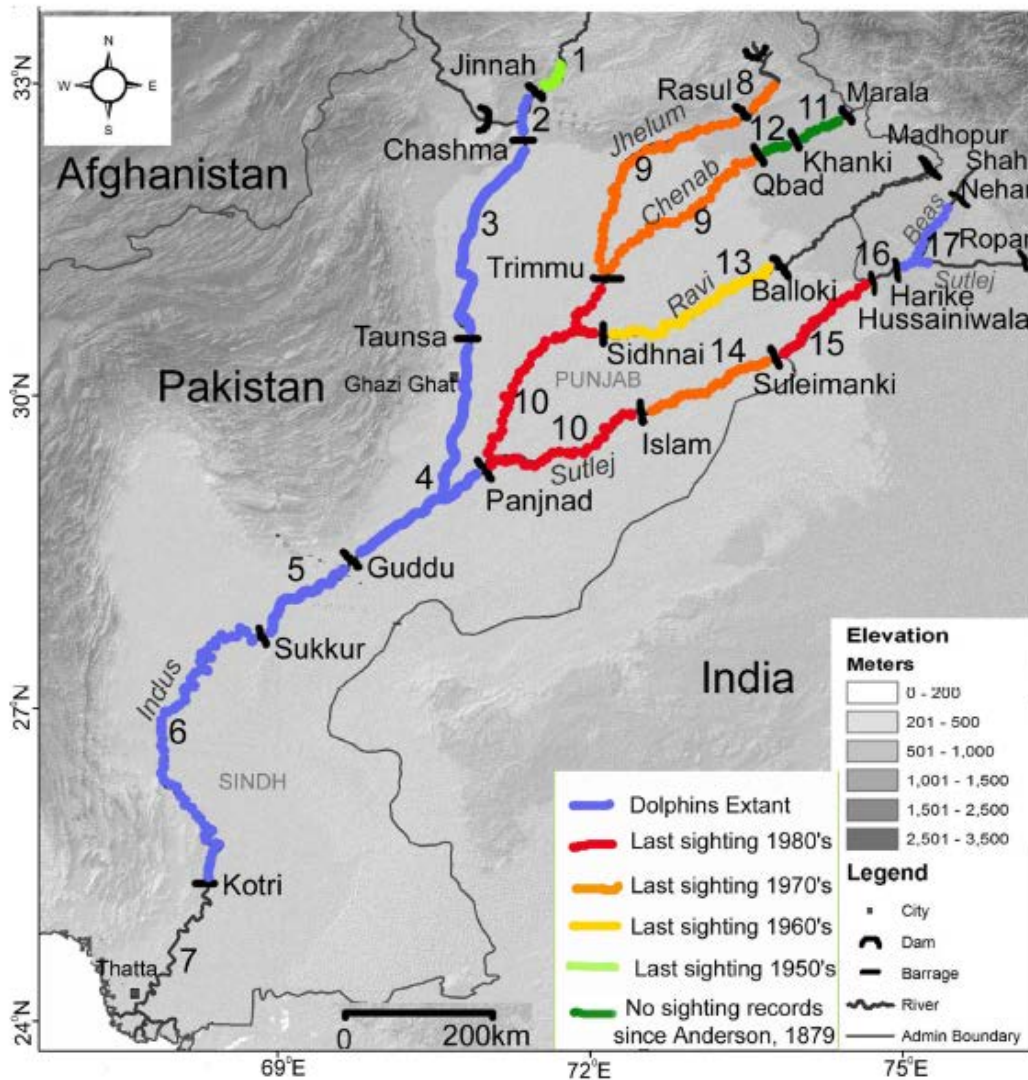 N
W E
S
33°N
30°N
27°N
24°N
69°E
72°E
75°E
Afghanistan
Pakistan
India
PUNJAB
SINDH
Jinnah
1
2
Chashma
3
Taunsa
Ghazi Ghat
4
Guddu
5
Sukkur
Indus
6
Kotri
7
Thatta
Rasul
8
Jhelum
9
Chenab
9
Trimmu
10
10
Panjnad
Sutlej
Marala
11
12
Khanki
Qbad
Madhopur
Shah
Nehar
Ropar
Beas
17
16
Sutlej
Harike
Hussainiwala
13
Ravi
Balloki
Sidhnai
14
15
Suleimanki
Islam
Elevation
Meters
0 - 200
201 - 500
501 - 1,000
1,001 - 1,500
1,501 - 2,500
2,501 - 3,500
Legend
City
Dam
Barrage
River
Admin Boundary
Dolphins Extant
Last sighting 1980's
Last sighting 1970's
Last sighting 1960's
Last sighting 1950's
No sighting records
since Anderson, 1879
0 200km